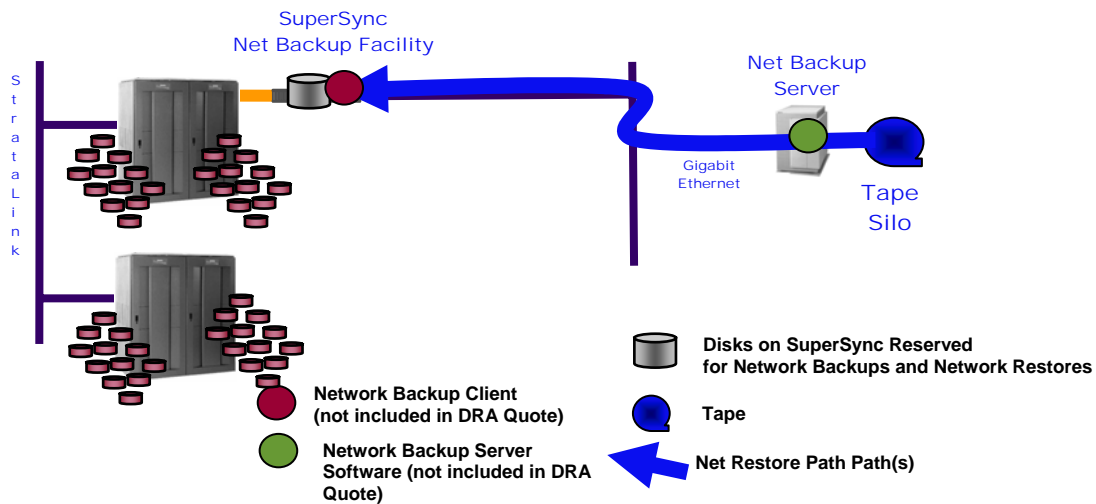 SuperSync
Net Backup Facility
StrataLink
Net Backup
Server
Gigabit
Ethernet
Tape
Silo
Disks on SuperSync Reserved
for Network Backups and Network Restores
Network Backup Client
(not included in DRA Quote)
Tape
Network Backup Server
Software (not included in DRA
Quote)
Net Restore Path Path(s)